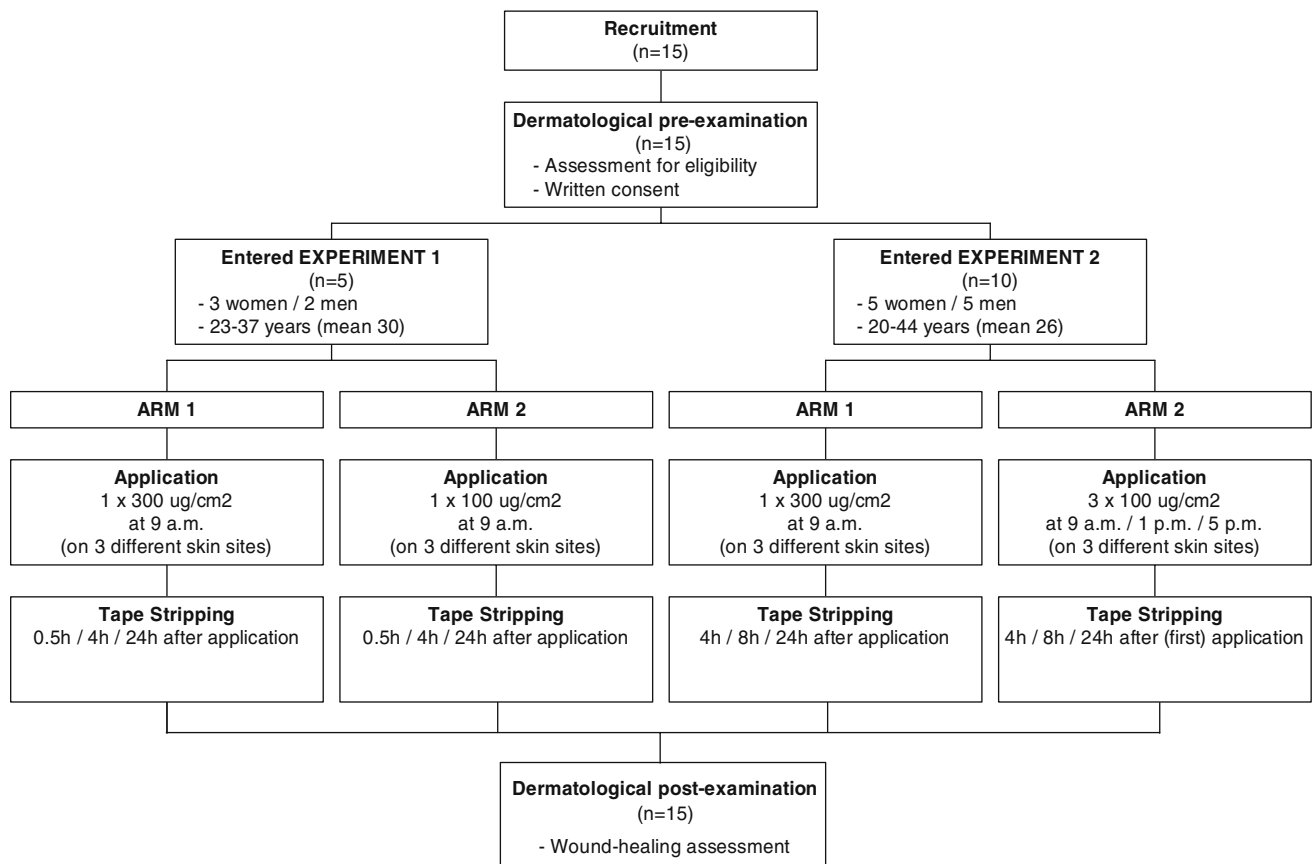 Recruitment
(n=15)
Dermatological pre-examination
(n=15)
- Assessment for eligibility
- Written consent
Entered EXPERIMENT 1
(n=5)
- 3 women / 2 men
- 23-37 years (mean 30)
Entered EXPERIMENT 2
(n=10)
- 5 women / 5 men
- 20-44 years (mean 26)
ARM 1
ARM 2
ARM 1
ARM 2
Application
1 x 300 ug/cm2
at 9 a.m.
(on 3 different skin sites)
Application
1 x 100 ug/cm2
at 9 a.m.
(on 3 different skin sites)
Application
1 x 300 ug/cm2
at 9 a.m.
(on 3 different skin sites)
Application
3 x 100 ug/cm2
at 9 a.m. / 1 p.m. / 5 p.m.
(on 3 different skin sites)
Tape Stripping
0.5h / 4h / 24h after application
Tape Stripping
0.5h / 4h / 24h after application
Tape Stripping
4h / 8h / 24h after application
Tape Stripping
4h / 8h / 24h after (first) application
Dermatological post-examination
(n=15)
- Wound-healing assessment